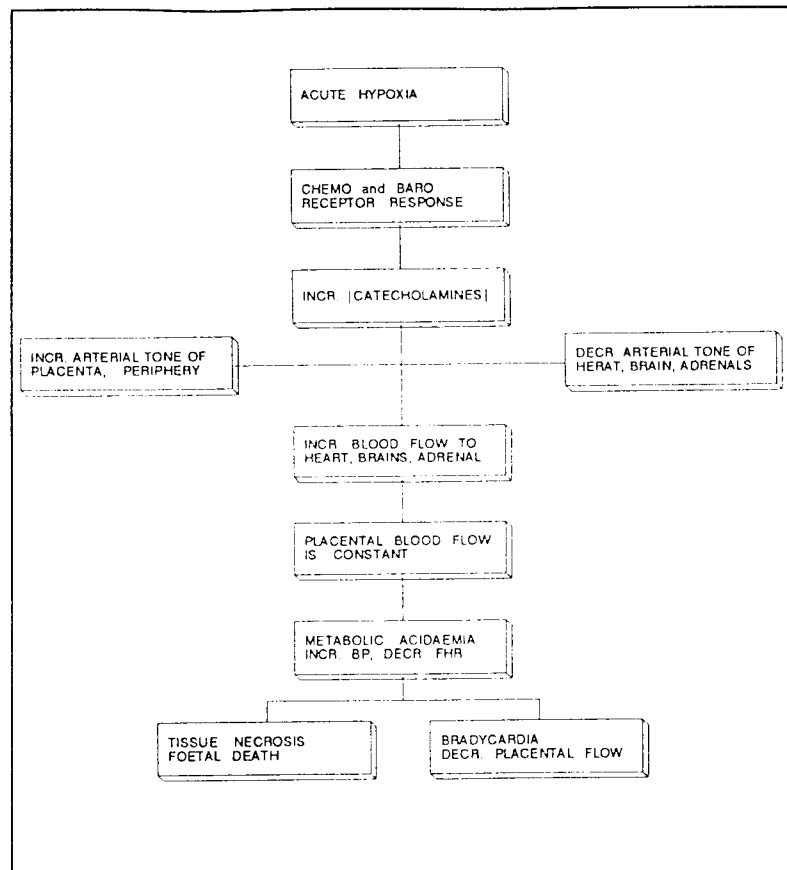 ACUTE HYPOXIA
CHEMO and BARO
RECEPTOR RESPONSE
INCR. |CATECHOLAMINES|
INCR. ARTERIAL TONE OF
PLACENTA, PERIPHERY
DECR ARTERIAL TONE OF
HERAT, BRAIN, ADRENALS
INCR BLOOD FLOW TO
HEART, BRAINS, ADRENAL
PLACENTAL BLOOD FLOW
IS CONSTANT
METABOLIC ACIDAEMIA
INCR. BP, DECR FHR
TISSUE NECROSIS
FOETAL DEATH
BRADYCARDIA
DECR. PLACENTAL FLOW